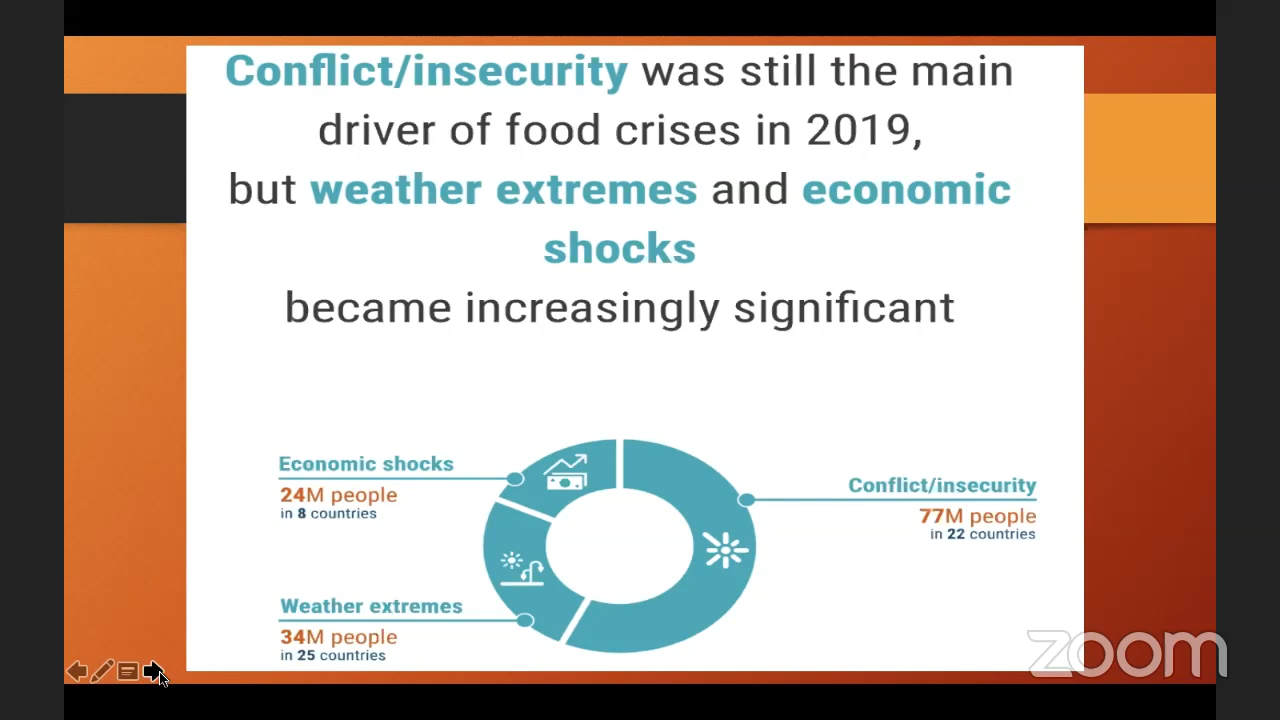 Conflict/insecurity was still the main
driver of food crises in 2019,
but weather extremes and economic
shocks
became increasingly significant
Economic shocks
24M people
in 8 countries
Conflict/insecurity
77M people
in 22 countries
Weather extremes
34M people
in 25 countries
zoom